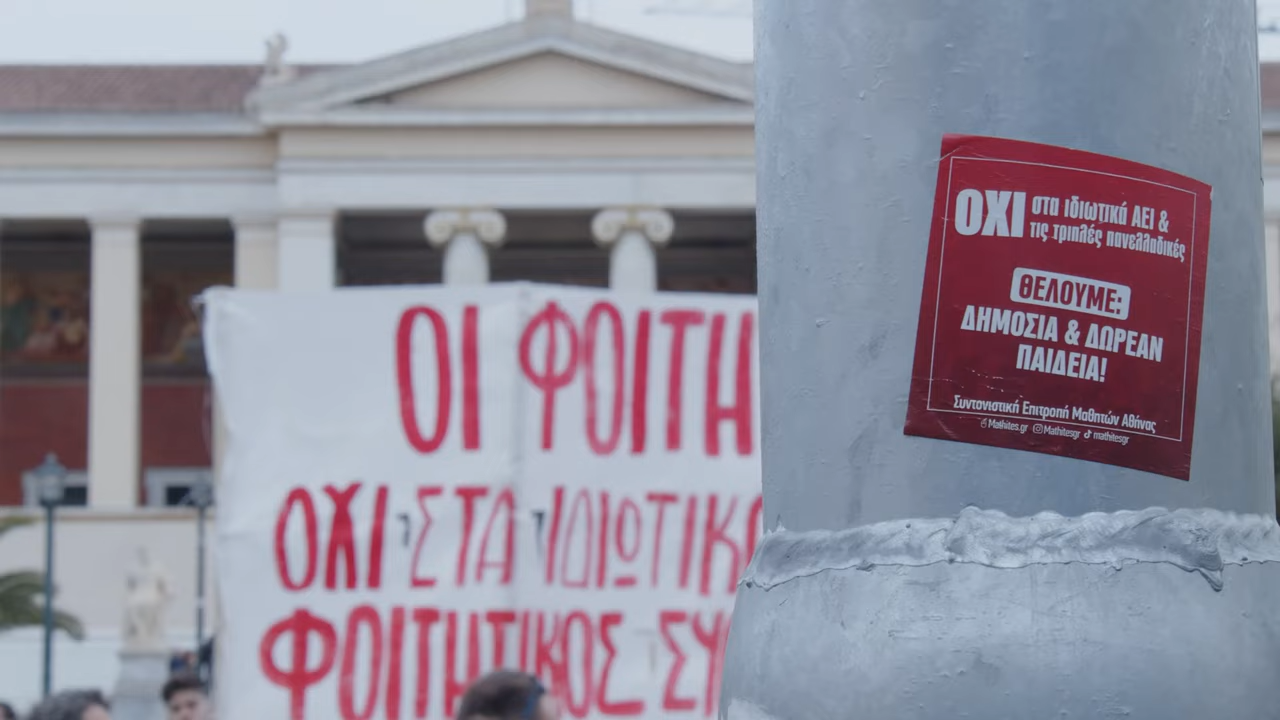 ΟΧΙ στα ιδιωτικά ΑΕΙ &
τις τριπλές πανελλαδικές
ΘΕΛΟΥΜΕ:
ΔΗΜΟΣΙΑ & ΔΩΡΕΑΝ
ΠΑΙΔΕΙΑ!
Συντονιστική Επιτροπή Μαθητών Αθήνας
Mathites.gr Mathitesgr mathitesgr
ΟΙ ΦΟΙΤΗ
ΟΧΙ ΣΤΑ ΙΔΙΩΤΙΚ
ΦΟΙΤΗΤΙΚΟΣ ΣΥ